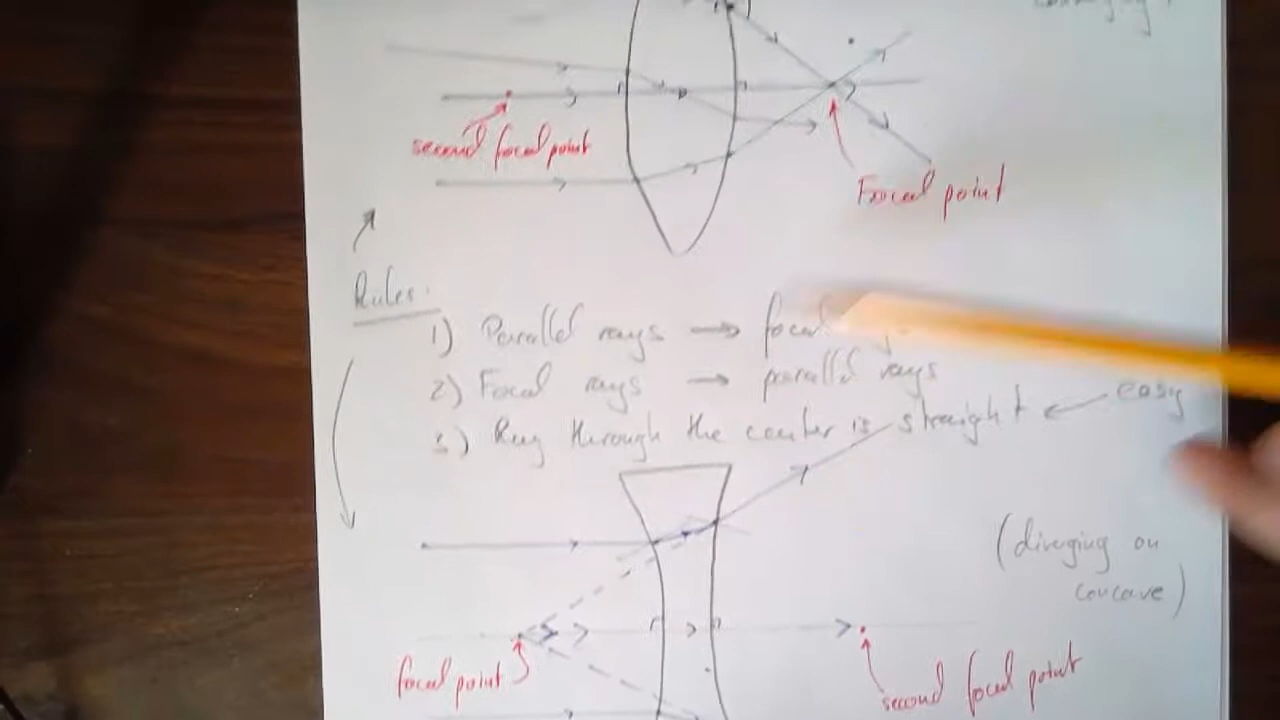 second focal point
Focal point
Rules:
1) Parallel rays → focal
2) Focal rays → parallel rays
3) Ray through the center is straight ← easy
(diverging or
concave)
focal point
second focal point